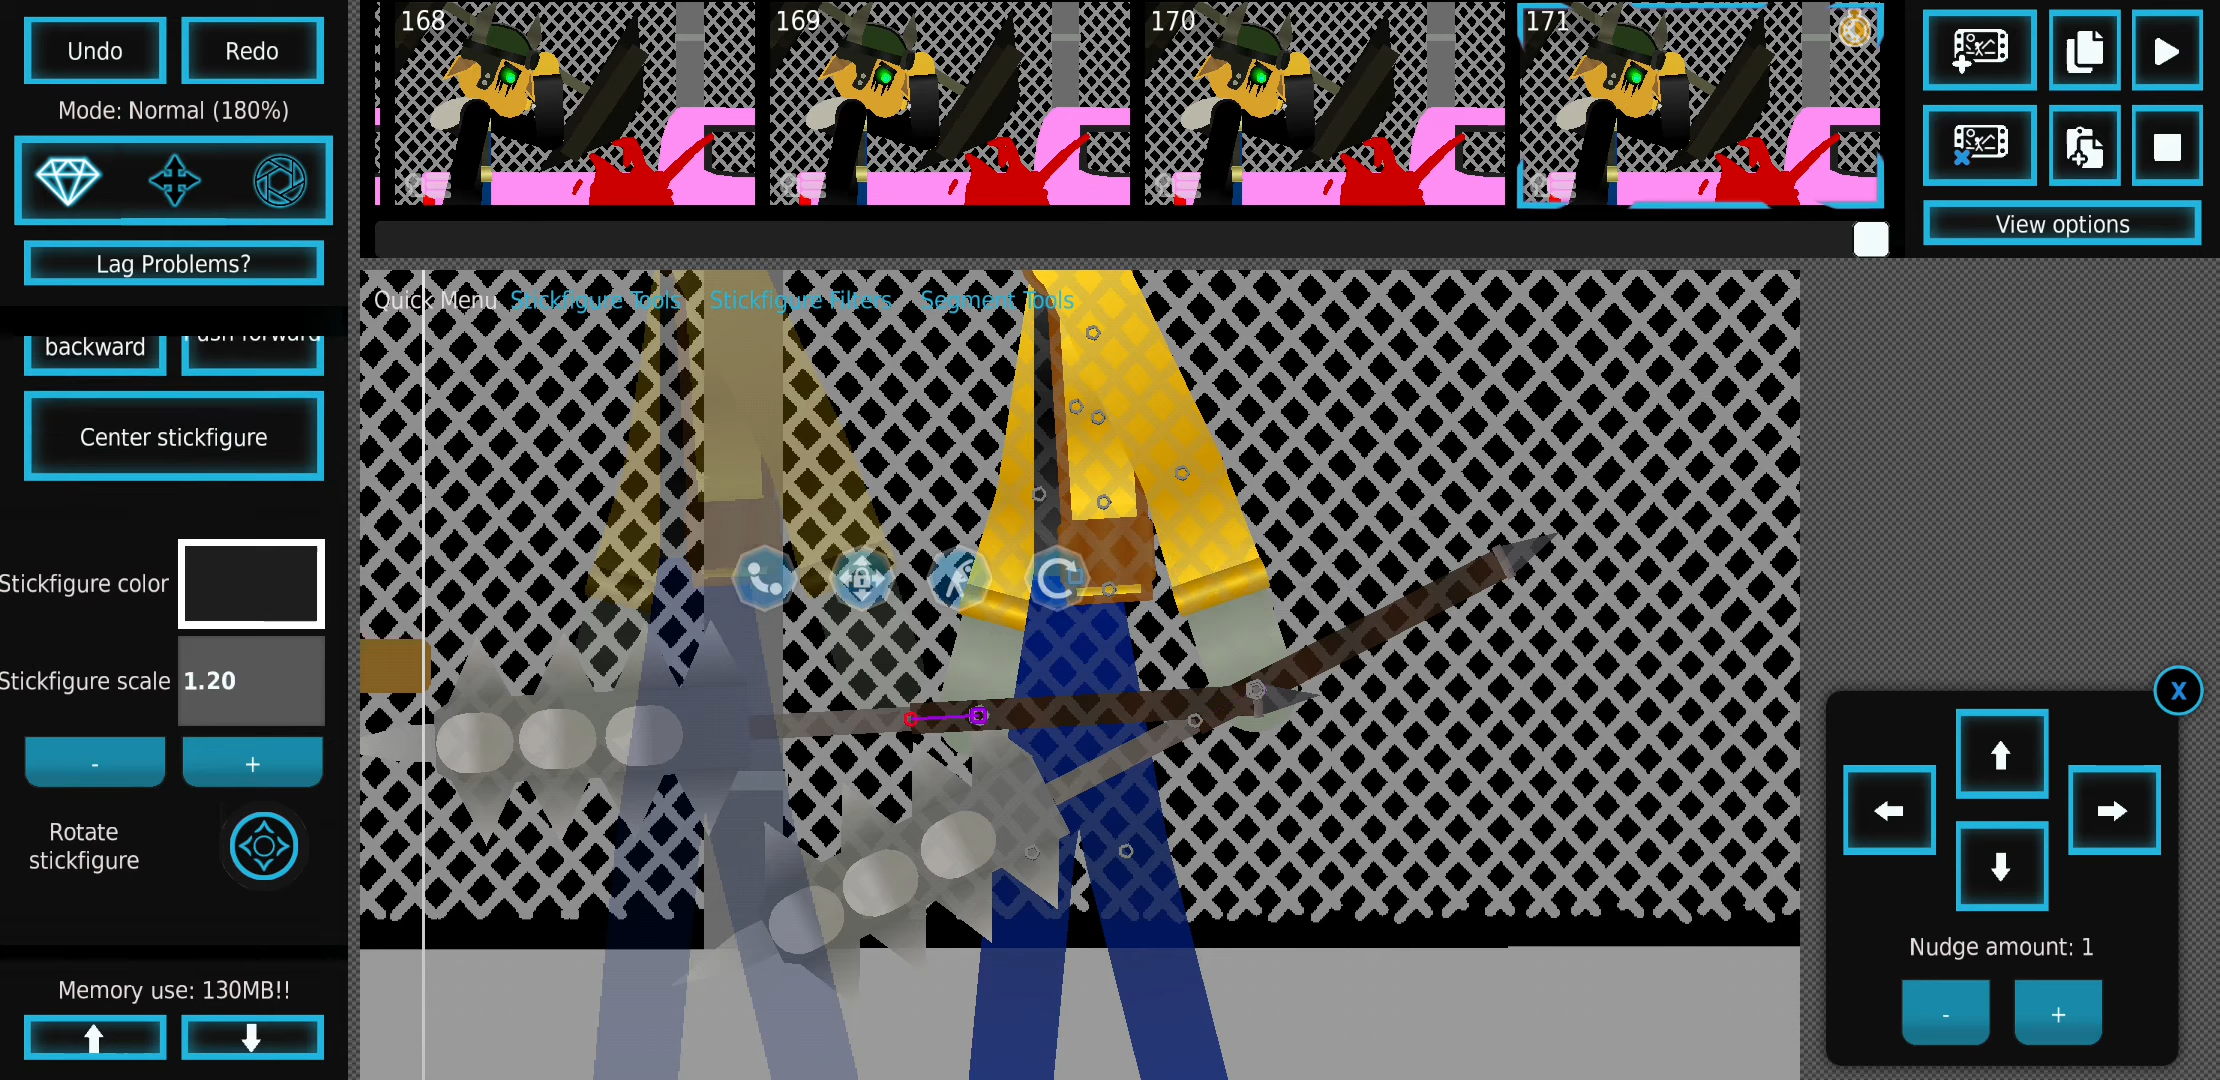 Undo
Redo
Mode: Normal (180%)
Lag Problems?
backward
Push forward
Center stickfigure
Stickfigure color
Stickfigure scale
1.20
-
+
Rotate
stickfigure
Memory use: 130MB!!
168
169
170
171
Quick Menu
Stickfigure Tools
Stickfigure Filters
Segment Tools
View options
X
Nudge amount: 1
-
+